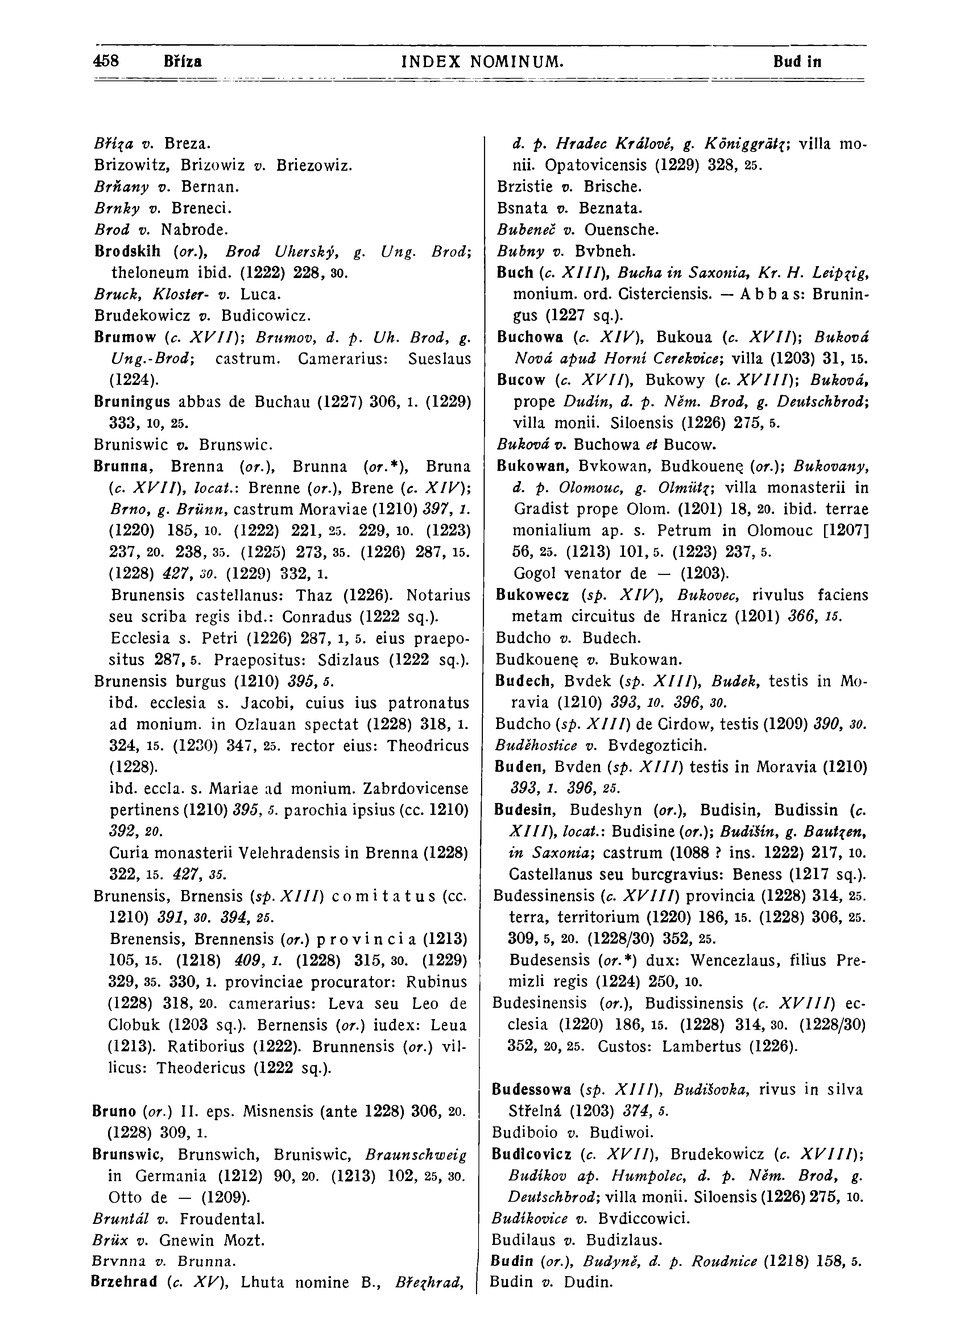 458 Bříza INDEX NOMINUM. Bud in
Bříza v. Breza.
Brizowitz, Brizowiz v. Briezowiz.
Brňany v. Bernan.
Brnky v. Breneci.
Brod v. Nabrode.
Brodskih (or.), Brod Uherský, g. Ung. Brod;
theloneum ibid. (1222) 228, 30.
Bruck, Kloster- v. Luca.
Brudekowicz v. Budicowicz.
Brumow (c. XVII); Brumov, d. p. Uh. Brod, g.
Ung.-Brod; castrum. Camerarius: Sueslaus
(1224).
Bruningus abbas de Buchau (1227) 306, 1. (1229)
333, 10, 25.
Bruniswic v. Brunswic.
Brunna, Brenna (or.), Brunna (or.*), Bruna
(c. XVII), locat.: Brenne (or.), Brene (c. XIV);
Brno, g. Brünn, castrum Moraviae (1210) 397, 1.
(1220) 185, 10. (1222) 221, 25. 229, 10. (1223)
237, 20. 238, 35. (1225) 273, 35. (1226) 287, 15.
(1228) 427, 30. (1229) 332, 1.
Brunensis castellanus: Thaz (1226). Notarius
seu scriba regis ibd.: Conradus (1222 sq.).
Ecclesia s. Petri (1226) 287, 1, 5. eius praepo-
situs 287, 5. Praepositus: Sdizlaus (1222 sq.).
Brunensis burgus (1210) 395, 5.
ibd. ecclesia s. Jacobi, cuius ius patronatus
ad monium. in Ozlauan spectat (1228) 318, 1.
324, 15. (1230) 347, 25. rector eius: Theodricus
(1228).
ibd. eccla. s. Mariae ad monium. Zabrdovicense
pertinens (1210) 395, 5. parochia ipsius (cc. 1210)
392, 20.
Curia monasterii Velehradensis in Brenna (1228)
322, 15. 427, 35.
Brunensis, Brnensis (sp. XIII) comitatus (cc.
1210) 391, 30. 394, 25.
Brenensis, Brennensis (or.) provincia (1213)
105, 15. (1218) 409, 1. (1228) 315, 30. (1229)
329, 35. 330, 1. provinciae procurator: Rubinus
(1228) 318, 20. camerarius: Leva seu Leo de
Clobuk (1203 sq.). Bernensis (or.) iudex: Leua
(1213). Ratiborius (1222). Brunnensis (or.) vil-
licus: Theodericus (1222 sq.).
Bruno (or.) II. eps. Misnensis (ante 1228) 306, 20.
(1228) 309, 1.
Brunswic, Brunswich, Bruniswic, Braunschweig
in Germania (1212) 90, 20. (1213) 102, 25, 30.
Otto de — (1209).
Bruntál v. Froudental.
Brüx v. Gnewin Mozt.
Brvnna v. Brunna.
Brzehrad (c. XV), Lhuta nomine B., Břežhrad,
d. p. Hradec Králové, g. Königgrätz; villa mo-
nii. Opatovicensis (1229) 328, 25.
Brzistie v. Brische.
Bsnata v. Beznata.
Bubeneč v. Ouensche.
Bubny v. Bvbneh.
Buch (c. XIII), Bucha in Saxonia, Kr. H. Leipzig,
monium. ord. Cisterciensis. — Abbas: Brunin-
gus (1227 sq.).
Buchowa (c. XIV), Bukoua (c. XVII); Buková
Nová apud Horní Cerekvice; villa (1203) 31, 15.
Bucow (c. XVII), Bukowy (c. XVIII); Buková,
prope Dudín, d. p. Něm. Brod, g. Deutschbrod;
villa monii. Siloensis (1226) 275, 5.
Buková v. Buchowa et Bucow.
Bukowan, Bvkowan, Budkouenę (or.); Bukovany,
d. p. Olomouc, g. Olmütz; villa monasterii in
Gradist prope Olom. (1201) 18, 20. ibid. terrae
monialium ap. s. Petrum in Olomouc [1207]
56, 25. (1213) 101, 5. (1223) 237, 5.
Gogol venator de — (1203).
Bukowecz (sp. XIV), Bukovec, rivulus faciens
metam circuitus de Hranicz (1201) 366, 15.
Budcho v. Budech.
Budkouenę v. Bukowan.
Budech, Bvdek (sp. XIII), Budek, testis in Mo-
ravia (1210) 393, 10. 396, 30.
Budcho (sp. XIII) de Cirdow, testis (1209) 390, 30.
Buděhostice v. Bvdegozticih.
Buden, Bvden (sp. XIII) testis in Moravia (1210)
393, 1. 396, 25.
Budesin, Budeshyn (or.), Budisin, Budissin (c.
XIII), locat.: Budisine (or.); Budišín, g. Bautzen,
in Saxonia; castrum (1088 ? ins. 1222) 217, 10.
Castellanus seu burcgravius: Beness (1217 sq.).
Budessinensis (c. XVIII) provincia (1228) 314, 25.
terra, territorium (1220) 186, 15. (1228) 306, 25.
309, 5, 20. (1228/30) 352, 25.
Budesensis (or.*) dux: Wencezlaus, filius Pre-
mizli regis (1224) 250, 10.
Budesinensis (or.), Budissinensis (c. XVIII) ec-
clesia (1220) 186, 15. (1228) 314, 30. (1228/30)
352, 20, 25. Custos: Lambertus (1226).
Budessowa (sp. XIII), Budišovka, rivus in silva
Střelná (1203) 374, 5.
Budiboio v. Budiwoi.
Budicovicz (c. XVII), Brudekowicz (c. XVIII);
Budíkov ap. Humpolec, d. p. Něm. Brod, g.
Deutschbrod; villa monii. Siloensis (1226) 275, 10.
Budíkovice v. Bvdiccowici.
Budilaus v. Budizlaus.
Budin (or.), Budyně, d. p. Roudnice (1218) 158, 5.
Budin v. Dudin.